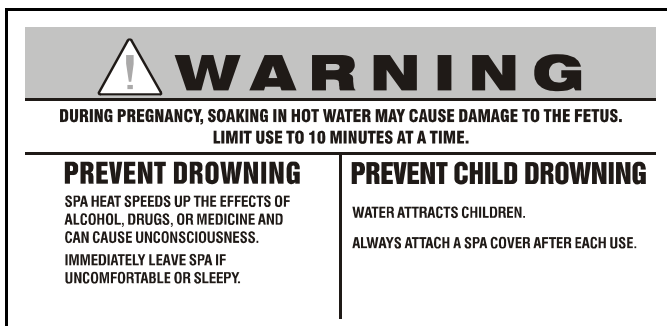 WARNING
DURING PREGNANCY, SOAKING IN HOT WATER MAY CAUSE DAMAGE TO THE FETUS.
LIMIT USE TO 10 MINUTES AT A TIME.
PREVENT DROWNING
SPA HEAT SPEEDS UP THE EFFECTS OF
ALCOHOL, DRUGS, OR MEDICINE AND
CAN CAUSE UNCONSCIOUSNESS.
IMMEDIATELY LEAVE SPA IF
UNCOMFORTABLE OR SLEEPY.
PREVENT CHILD DROWNING
WATER ATTRACTS CHILDREN.
ALWAYS ATTACH A SPA COVER AFTER EACH USE.